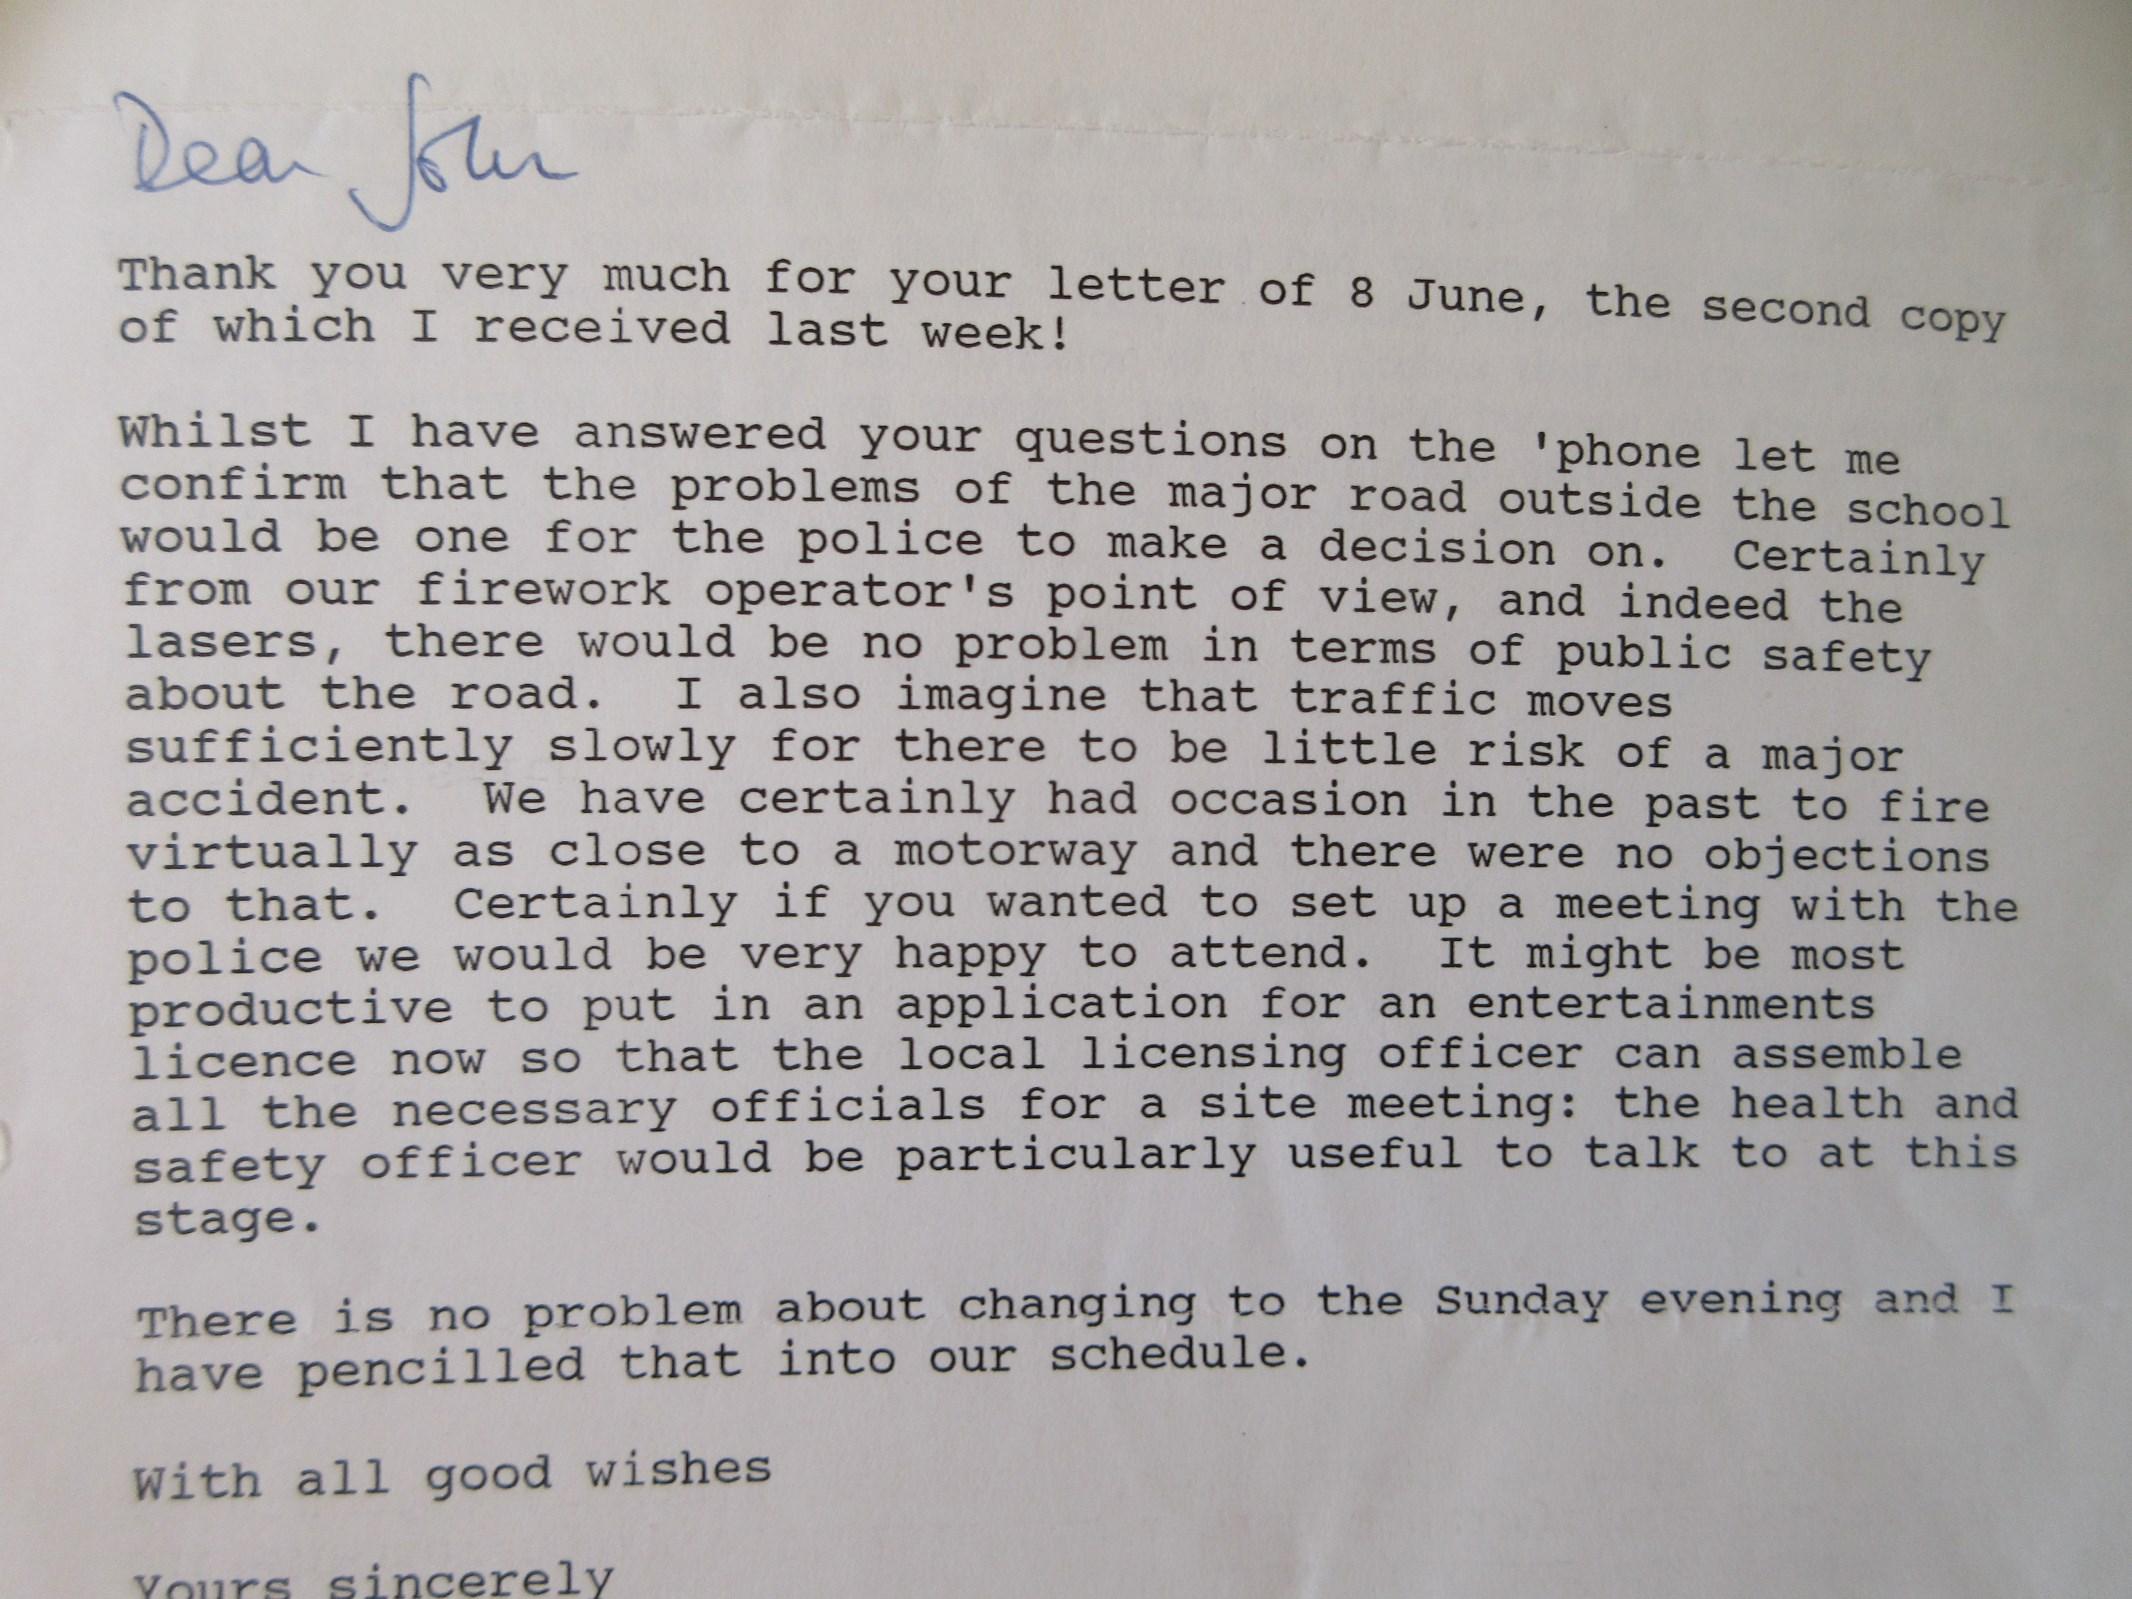 Dear John
Thank you very much for your letter of 8 June, the second copy
of which I received last week!
Whilst I have answered your questions on the 'phone let me
confirm that the problems of the major road outside the school
would be one for the police to make a decision on.  Certainly
from our firework operator's point of view, and indeed the
lasers, there would be no problem in terms of public safety
about the road.  I also imagine that traffic moves
sufficiently slowly for there to be little risk of a major
accident.  We have certainly had occasion in the past to fire
virtually as close to a motorway and there were no objections
to that.  Certainly if you wanted to set up a meeting with the
police we would be very happy to attend.  It might be most
productive to put in an application for an entertainments
licence now so that the local licensing officer can assemble
all the necessary officials for a site meeting: the health and
safety officer would be particularly useful to talk to at this
stage.
There is no problem about changing to the Sunday evening and I
have pencilled that into our schedule.
With all good wishes
Yours sincerely